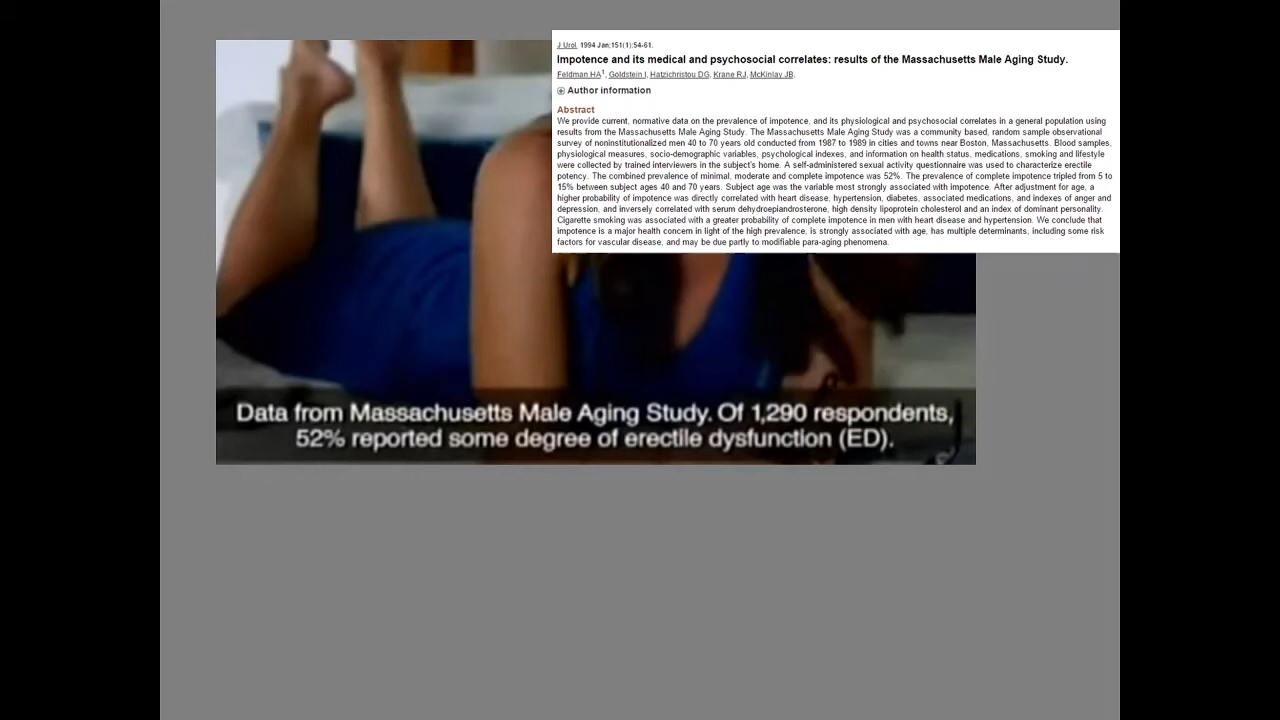 J Urol. 1994 Jan;151(1):54-61.
Impotence and its medical and psychosocial correlates: results of the Massachusetts Male Aging Study.
Feldman HA1, Goldstein I, Hatzichristou DG, Krane RJ, McKinlay JB.
Author information
Abstract
We provide current, normative data on the prevalence of impotence, and its physiological and psychosocial correlates in a general population using
results from the Massachusetts Male Aging Study. The Massachusetts Male Aging Study was a community based, random sample observational
survey of noninstitutionalized men 40 to 70 years old conducted from 1987 to 1989 in cities and towns near Boston, Massachusetts. Blood samples,
physiological measures, socio-demographic variables, psychological indexes, and information on health status, medications, smoking and lifestyle
were collected by trained interviewers in the subject's home. A self-administered sexual activity questionnaire was used to characterize erectile
potency. The combined prevalence of minimal, moderate and complete impotence was 52%. The prevalence of complete impotence tripled from 5 to
15% between subject ages 40 and 70 years. Subject age was the variable most strongly associated with impotence. After adjustment for age, a
higher probability of impotence was directly correlated with heart disease, hypertension, diabetes, associated medications, and indexes of anger and
depression, and inversely correlated with serum dehydroepiandrosterone, high density lipoprotein cholesterol and an index of dominant personality.
Cigarette smoking was associated with a greater probability of complete impotence in men with heart disease and hypertension. We conclude that
impotence is a major health concern in light of the high prevalence, is strongly associated with age, has multiple determinants, including some risk
factors for vascular disease, and may be due partly to modifiable para-aging phenomena.
Data from Massachusetts Male Aging Study. Of 1,290 respondents,
52% reported some degree of erectile dysfunction (ED).